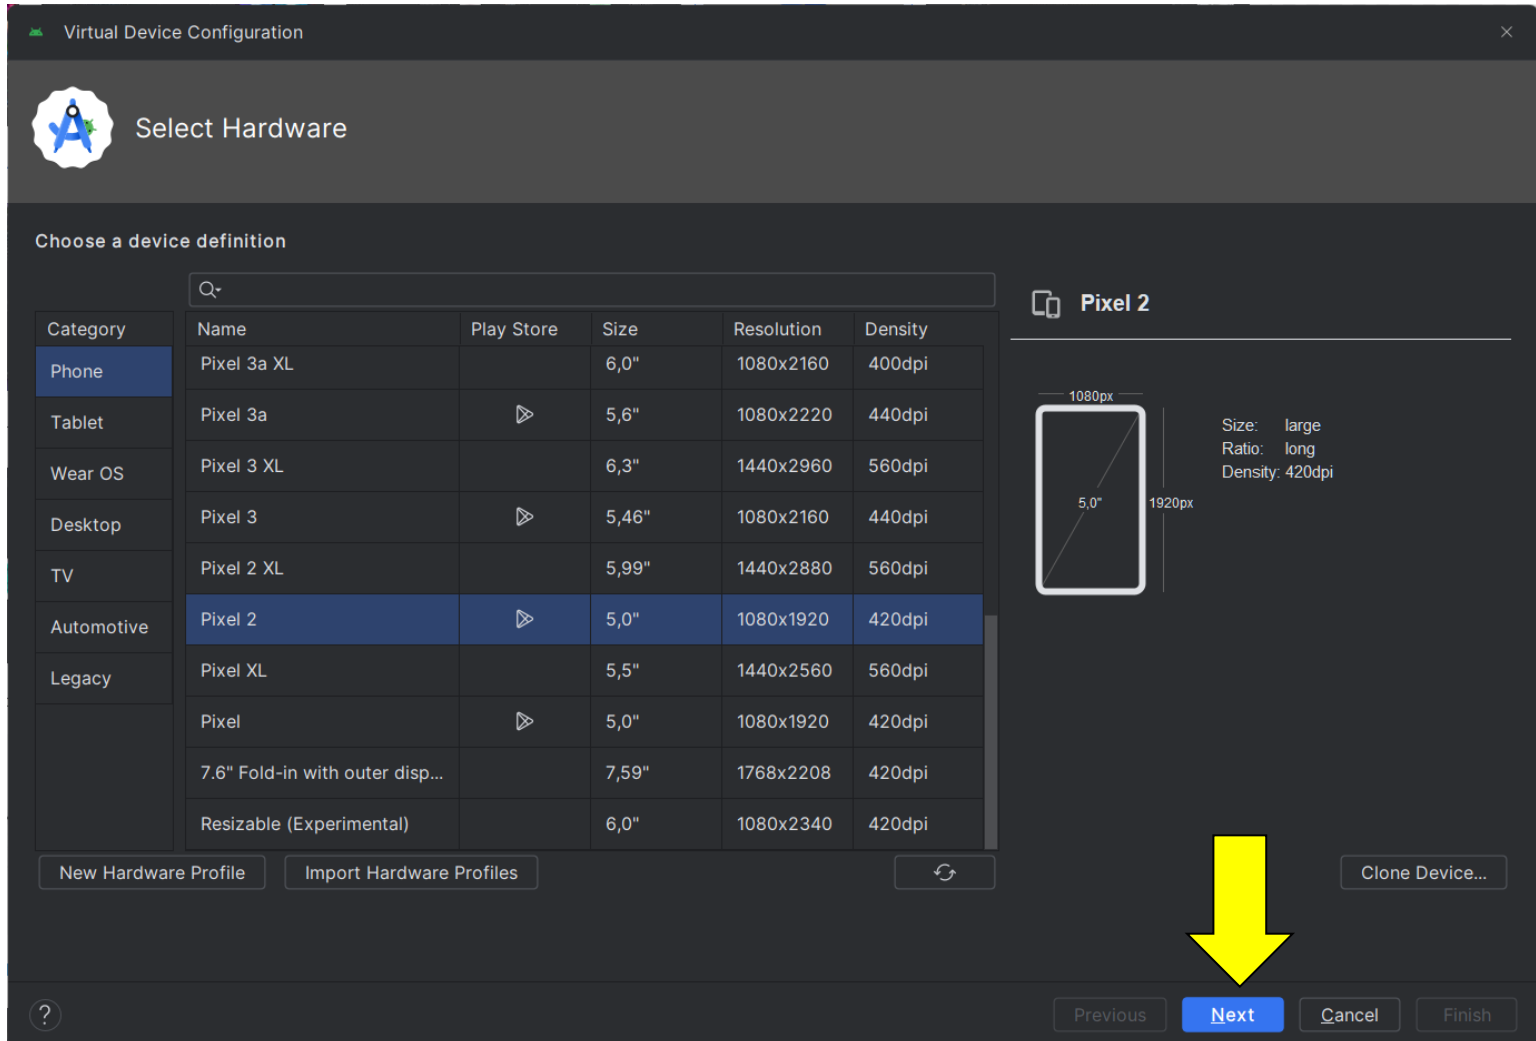 Virtual Device Configuration
Select Hardware
Choose a device definition
Category
Phone
Tablet
Wear OS
Desktop
TV
Automotive
Legacy
Name Play Store Size Resolution Density
Pixel 3a XL 6,0" 1080x2160 400dpi
Pixel 3a 5,6" 1080x2220 440dpi
Pixel 3 XL 6,3" 1440x2960 560dpi
Pixel 3 5,46" 1080x2160 440dpi
Pixel 2 XL 5,99" 1440x2880 560dpi
Pixel 2 5,0" 1080x1920 420dpi
Pixel XL 5,5" 1440x2560 560dpi
Pixel 5,0" 1080x1920 420dpi
7.6" Fold-in with outer disp... 7,59" 1768x2208 420dpi
Resizable (Experimental) 6,0" 1080x2340 420dpi
Pixel 2
1080px
5,0"
1920px
Size: large
Ratio: long
Density: 420dpi
New Hardware Profile Import Hardware Profiles Clone Device...
? Previous Next Cancel Finish